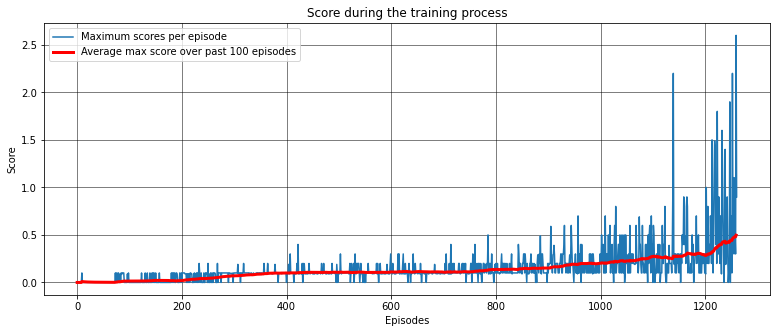 Score during the training process
Maximum scores per episode
Average max score over past 100 episodes
2.5
2.0
1.5
1.0
0.5
0.0
Score
0 200 400 600 800 1000 1200
Episodes